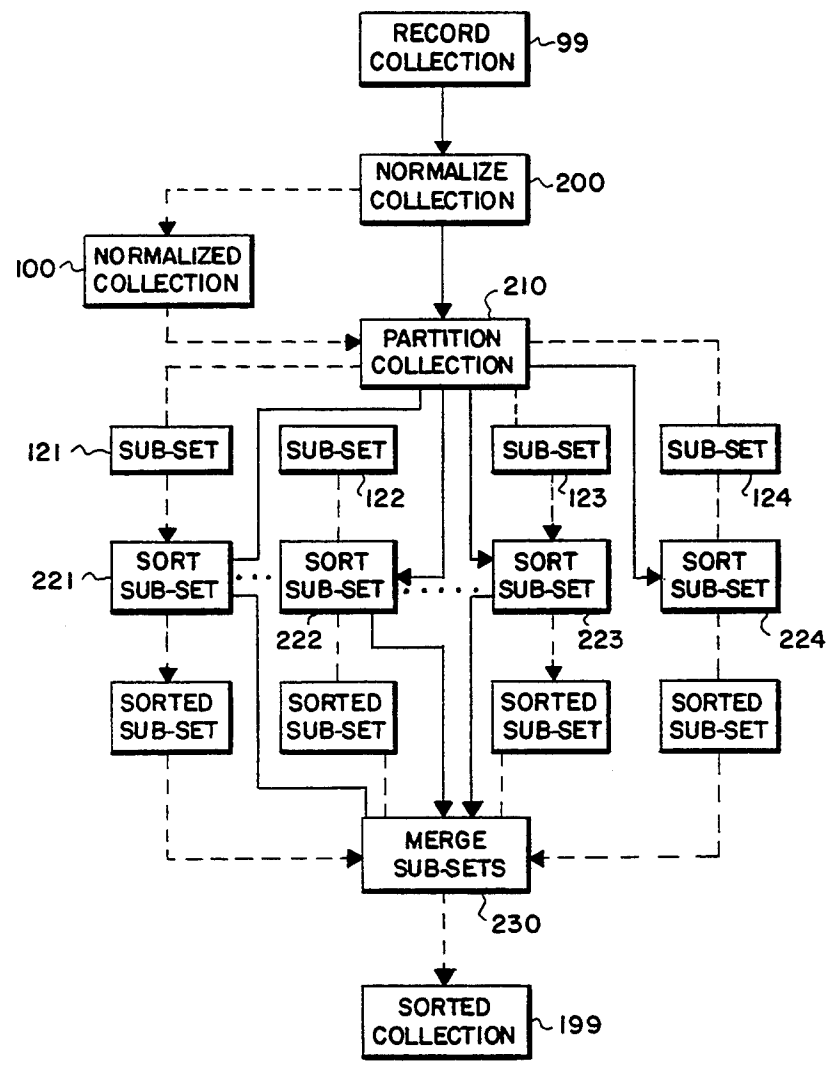 RECORD
COLLECTION
99
NORMALIZE
COLLECTION
200
NORMALIZED
COLLECTION
100
210
PARTITION
COLLECTION
121
SUB-SET
SUB-SET
122
SUB-SET
123
SUB-SET
124
221
SORT
SUB-SET
SORT
SUB-SET
222
SORT
SUB-SET
223
SORT
SUB-SET
224
SORTED
SUB-SET
SORTED
SUB-SET
SORTED
SUB-SET
SORTED
SUB-SET
MERGE
SUB-SETS
230
SORTED
COLLECTION
199